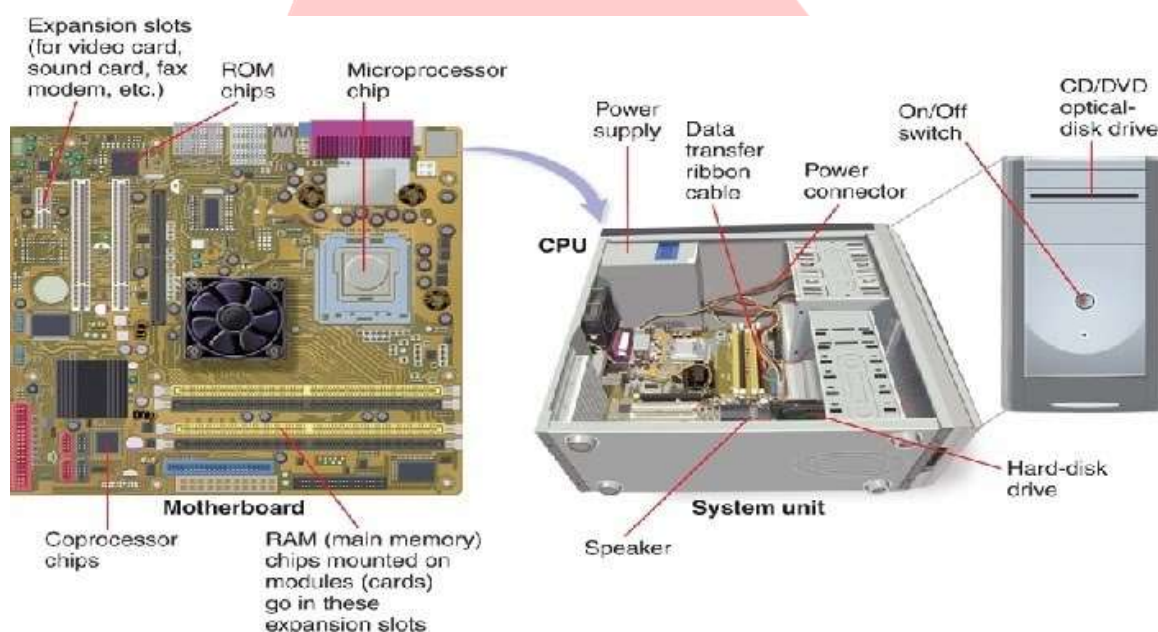 Expansion slots
(for video card,
sound card, fax
modem, etc.)
ROM
chips
Microprocessor
chip
Power
supply
Data
transfer
ribbon
cable
Power
connector
On/Off
switch
CD/DVD
optical-
disk drive
CPU
Motherboard
System unit
Hard-disk
drive
Speaker
Coprocessor
chips
RAM (main memory)
chips mounted on
modules (cards)
go in these
expansion slots